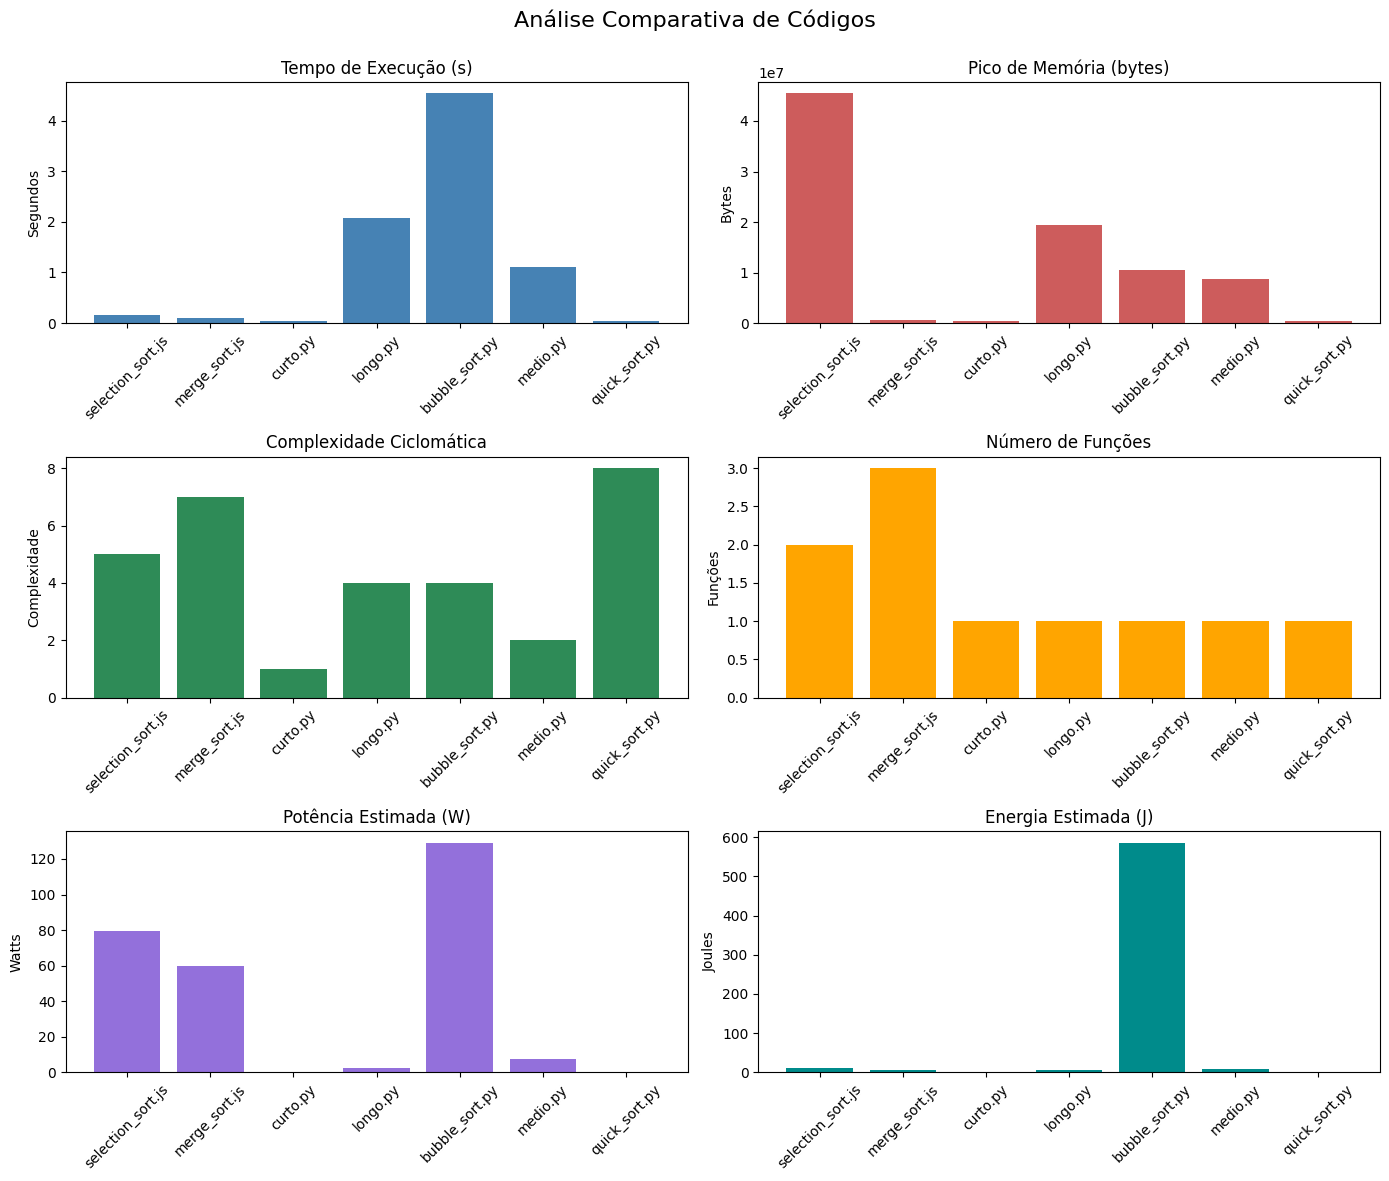 Análise Comparativa de Códigos
Tempo de Execução (s)
Segundos
4
3
2
1
0
selection_sort.js
merge_sort.js
curto.py
longo.py
bubble_sort.py
medio.py
quick_sort.py
Pico de Memória (bytes)
1e7
Bytes
4
3
2
1
0
selection_sort.js
merge_sort.js
curto.py
longo.py
bubble_sort.py
medio.py
quick_sort.py
Complexidade Ciclomática
Complexidade
8
6
4
2
0
selection_sort.js
merge_sort.js
curto.py
longo.py
bubble_sort.py
medio.py
quick_sort.py
Número de Funções
Funções
3.0
2.5
2.0
1.5
1.0
0.5
0.0
selection_sort.js
merge_sort.js
curto.py
longo.py
bubble_sort.py
medio.py
quick_sort.py
Potência Estimada (W)
Watts
120
100
80
60
40
20
0
selection_sort.js
merge_sort.js
curto.py
longo.py
bubble_sort.py
medio.py
quick_sort.py
Energia Estimada (J)
Joules
600
500
400
300
200
100
0
selection_sort.js
merge_sort.js
curto.py
longo.py
bubble_sort.py
medio.py
quick_sort.py